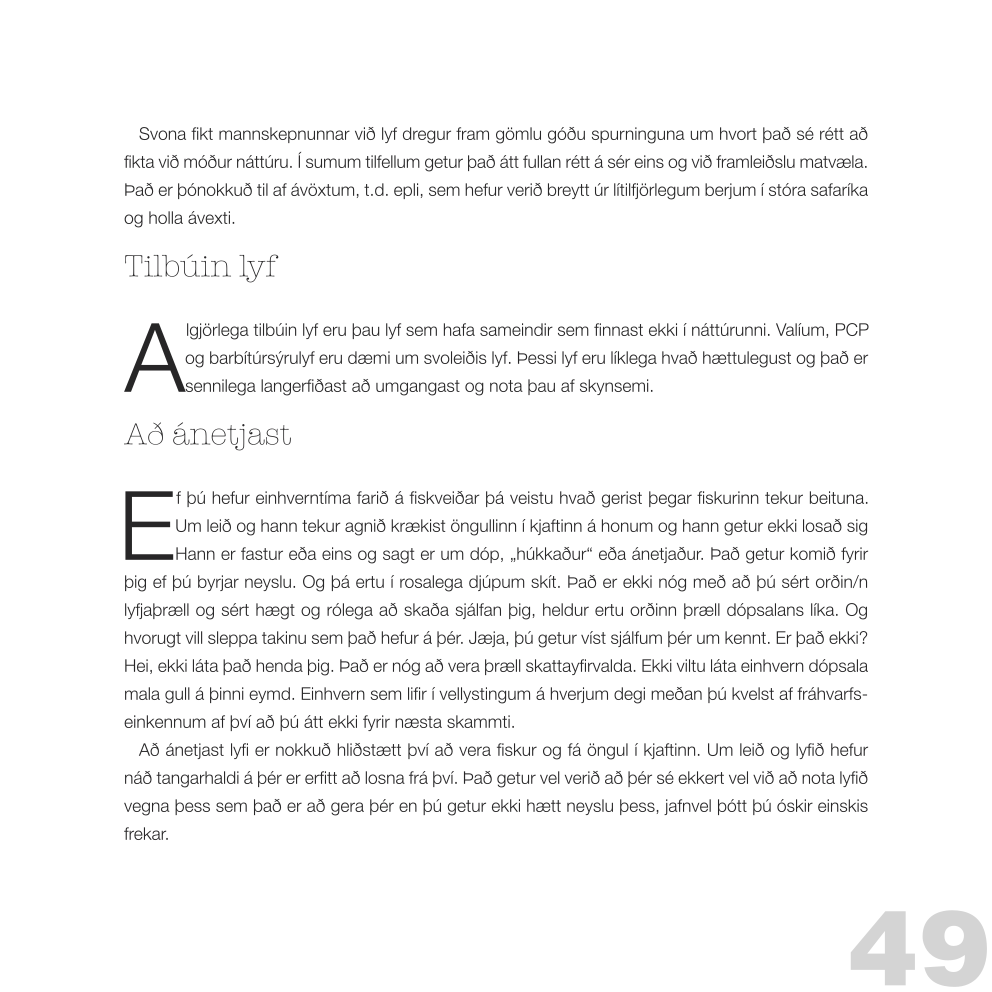 Svona fikt mannskepnunnar við lyf dregur fram gömlu góðu spurninguna um hvort það sé rétt að
fikta við móður náttúru. Í sumum tilfellum getur það átt fullan rétt á sér eins og við framleiðslu matvæla.
Það er þónokkuð til af ávöxtum, t.d. epli, sem hefur verið breytt úr lítilfjörlegum berjum í stóra safaríka
og holla ávexti.
Tilbúin lyf
Algjörlega tilbúin lyf eru þau lyf sem hafa sameindir sem finnast ekki í náttúrunni. Valíum, PCP
og barbítúrsýrulyf eru dæmi um svoleiðis lyf. Þessi lyf eru líklega hvað hættulegust og það er
sennilega langerfiðast að umgangast og nota þau af skynsemi.
Að ánetjast
Ef þú hefur einhverntíma farið á fiskveiðar þá veistu hvað gerist þegar fiskurinn tekur beituna.
Um leið og hann tekur agnið krækist öngullinn í kjaftinn á honum og hann getur ekki losað sig
Hann er fastur eða eins og sagt er um dóp, „húkkaður“ eða ánetjaður. Það getur komið fyrir
þig ef þú byrjar neyslu. Og þá ertu í rosalega djúpum skít. Það er ekki nóg með að þú sért orðin/n
lyfjaþræll og sért hægt og rólega að skaða sjálfan þig, heldur ertu orðinn þræll dópsalans líka. Og
hvorugt vill sleppa takinu sem það hefur á þér. Jæja, þú getur víst sjálfum þér um kennt. Er það ekki?
Hei, ekki láta það henda þig. Það er nóg að vera þræll skattayfirvalda. Ekki viltu láta einhvern dópsala
mala gull á þinni eymd. Einhvern sem lifir í vellystingum á hverjum degi meðan þú kvelst af fráhvarfs-
einkennum af því að þú átt ekki fyrir næsta skammti.
Að ánetjast lyfi er nokkuð hliðstætt því að vera fiskur og fá öngul í kjaftinn. Um leið og lyfið hefur
náð tangarhaldi á þér er erfitt að losna frá því. Það getur vel verið að þér sé ekkert vel við að nota lyfið
vegna þess sem það er að gera þér en þú getur ekki hætt neyslu þess, jafnvel þótt þú óskir einskis
frekar.
49